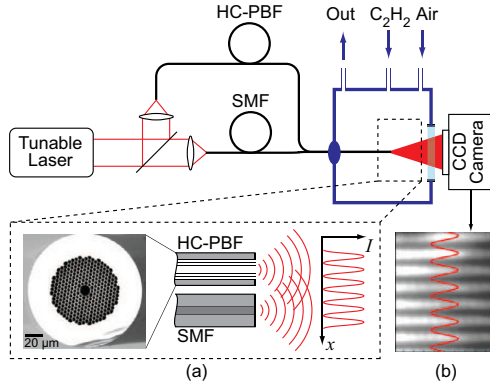 HC-PBF
Out
C₂H₂ Air
SMF
Tunable
Laser
CCD
Camera
HC-PBF
I
20 μm
SMF
x
(a)
(b)